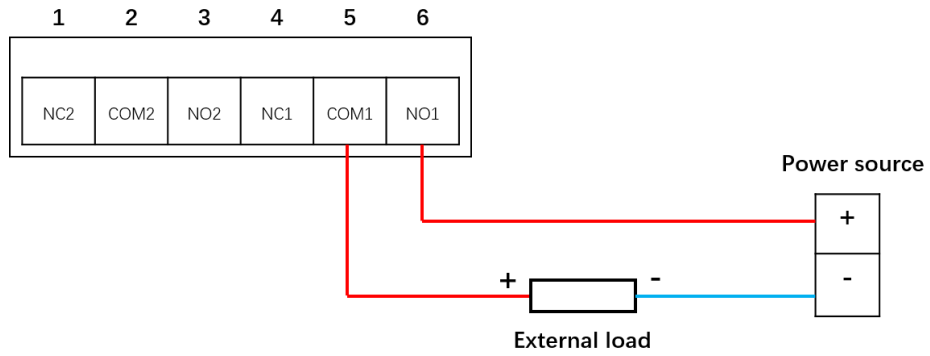 1 2 3 4 5 6
NC2 COM2 NO2 NC1 COM1 NO1
Power source
+
+ - -
External load